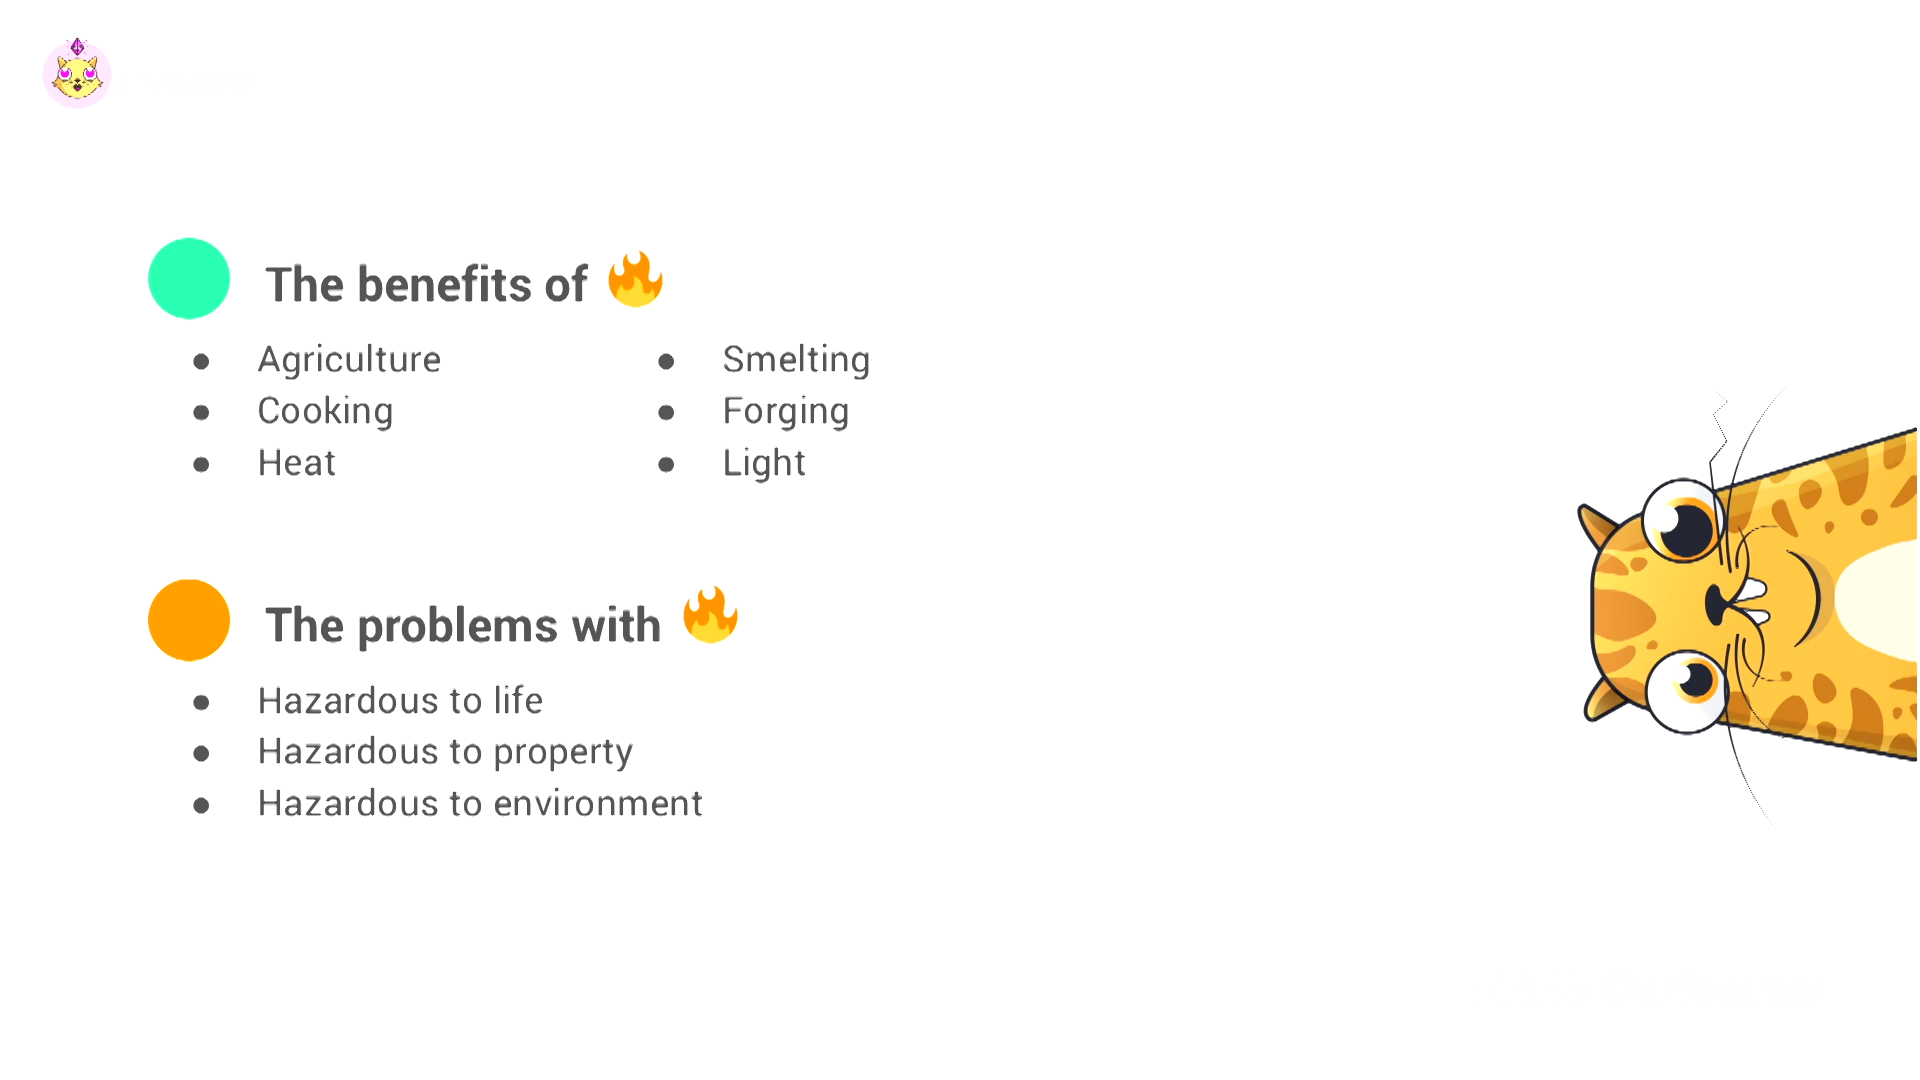 The benefits of 🔥
● Agriculture
● Cooking
● Heat
● Smelting
● Forging
● Light
The problems with 🔥
● Hazardous to life
● Hazardous to property
● Hazardous to environment